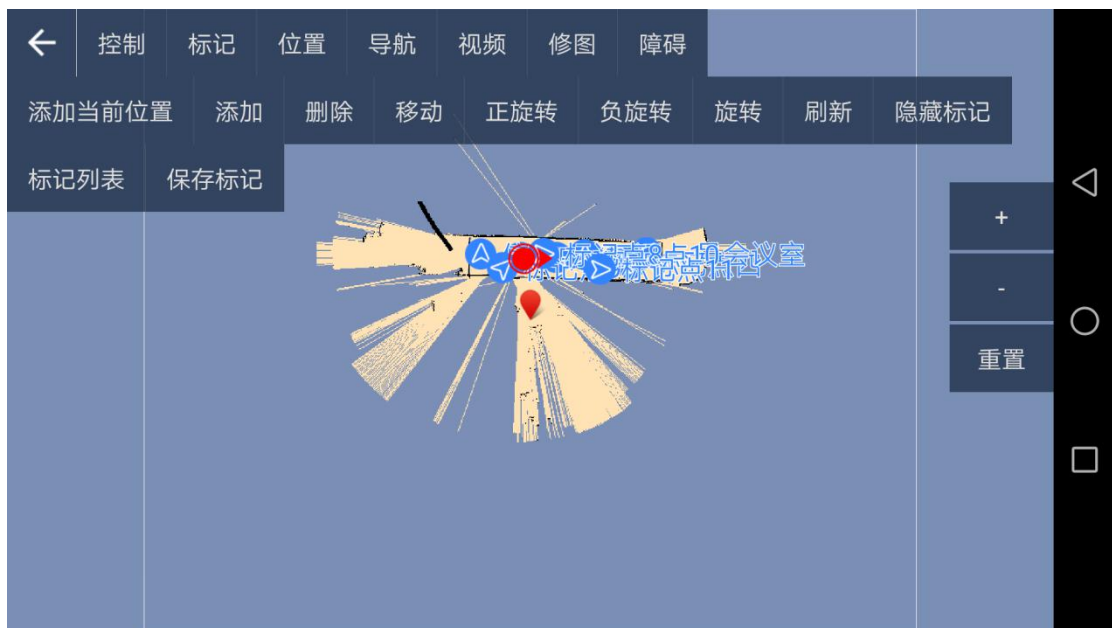 控制 标记 位置 导航 视频 修图 障碍
添加当前位置 添加 删除 移动 正旋转 负旋转 旋转 刷新 隐藏标记
标记列表 保存标记
+
-
重置
会议室